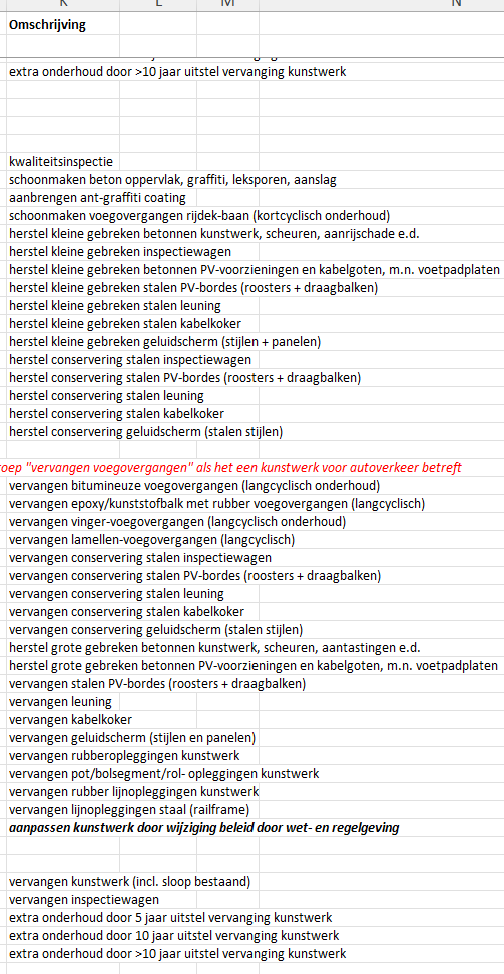 K L M N
Omschrijving
extra onderhoud door >10 jaar uitstel vervanging kunstwerk
kwaliteitsinspectie
schoonmaken beton oppervlak, graffiti, leksporen, aanslag
aanbrengen ant-graffiti coating
schoonmaken voegovergangen rijdek-baan (kortcyclisch onderhoud)
herstel kleine gebreken betonnen kunstwerk, scheuren, aanrijschade e.d.
herstel kleine gebreken inspectiewagen
herstel kleine gebreken betonnen PV-voorzieningen en kabelgoten, m.n. voetpadplaten
herstel kleine gebreken stalen PV-bordes (roosters + draagbalken)
herstel kleine gebreken stalen leuning
herstel kleine gebreken stalen kabelkoker
herstel kleine gebreken geluidscherm (stijlen + panelen)
herstel conservering stalen inspectiewagen
herstel conservering stalen PV-bordes (roosters + draagbalken)
herstel conservering stalen leuning
herstel conservering stalen kabelkoker
herstel conservering geluidscherm (stalen stijlen)
roep "vervangen voegovergangen" als het een kunstwerk voor autoverkeer betreft
vervangen bitumineuze voegovergangen (langcyclisch onderhoud)
vervangen epoxy/kunststofbalk met rubber voegovergangen (langcyclisch)
vervangen vinger-voegovergangen (langcyclisch onderhoud)
vervangen lamellen-voegovergangen (langcyclisch)
vervangen conservering stalen inspectiewagen
vervangen conservering stalen PV-bordes (roosters + draagbalken)
vervangen conservering stalen leuning
vervangen conservering stalen kabelkoker
vervangen conservering geluidscherm (stalen stijlen)
herstel grote gebreken betonnen kunstwerk, scheuren, aantastingen e.d.
herstel grote gebreken betonnen PV-voorzieningen en kabelgoten, m.n. voetpadplaten
vervangen stalen PV-bordes (roosters + draagbalken)
vervangen leuning
vervangen kabelkoker
vervangen geluidscherm (stijlen en panelen)
vervangen rubberopleggingen kunstwerk
vervangen pot/bolsegment/rol- opleggingen kunstwerk
vervangen rubber lijnopleggingen kunstwerk
vervangen lijnopleggingen staal (railframe)
aanpassen kunstwerk door wijziging beleid door wet- en regelgeving
vervangen kunstwerk (incl. sloop bestaand)
vervangen inspectiewagen
extra onderhoud door 5 jaar uitstel vervanging kunstwerk
extra onderhoud door 10 jaar uitstel vervanging kunstwerk
extra onderhoud door >10 jaar uitstel vervanging kunstwerk